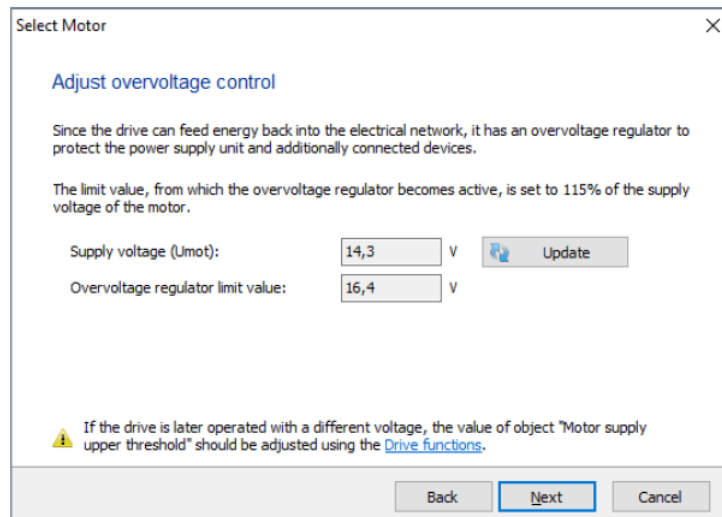 Select Motor
Adjust overvoltage control
Since the drive can feed energy back into the electrical network, it has an overvoltage regulator to
protect the power supply unit and additionally connected devices.
The limit value, from which the overvoltage regulator becomes active, is set to 115% of the supply
voltage of the motor.
Supply voltage (Umot): 14,3 V Update
Overvoltage regulator limit value: 16,4 V
If the drive is later operated with a different voltage, the value of object "Motor supply
upper threshold" should be adjusted using the Drive functions.
Back Next Cancel